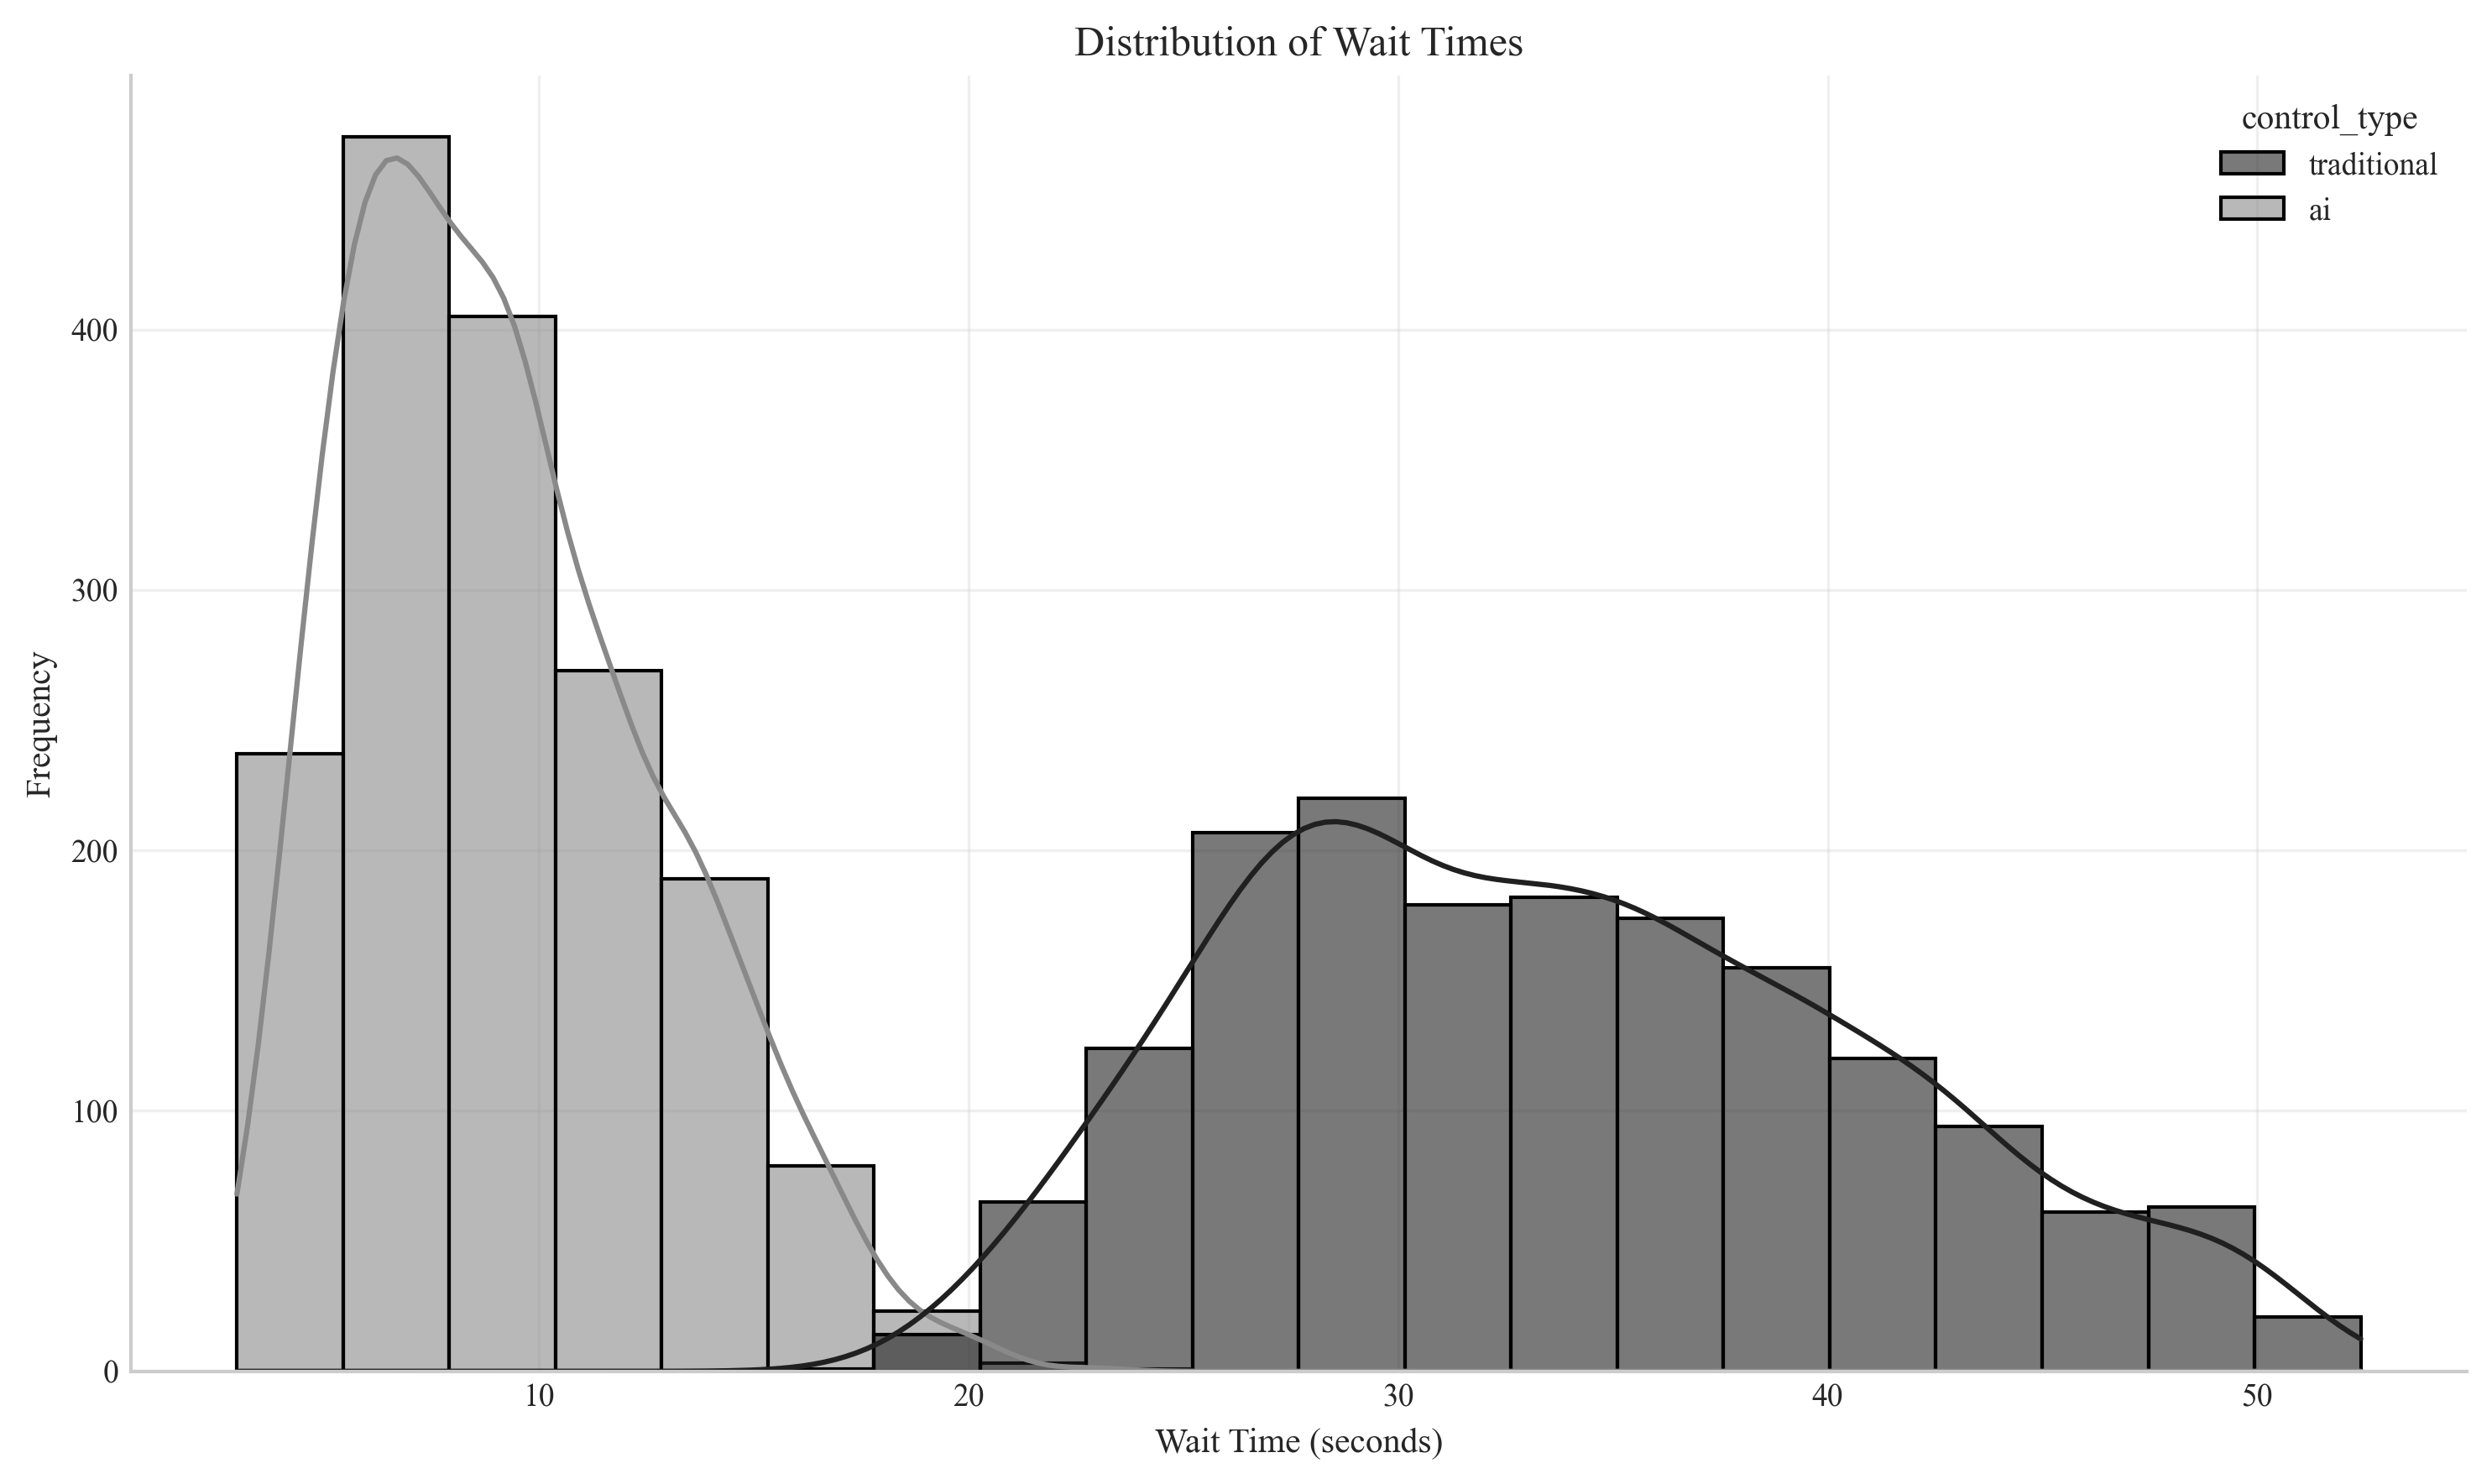 Distribution of Wait Times
control_type
traditional
ai
Frequency
400
300
200
100
0
10 20 30 40 50
Wait Time (seconds)